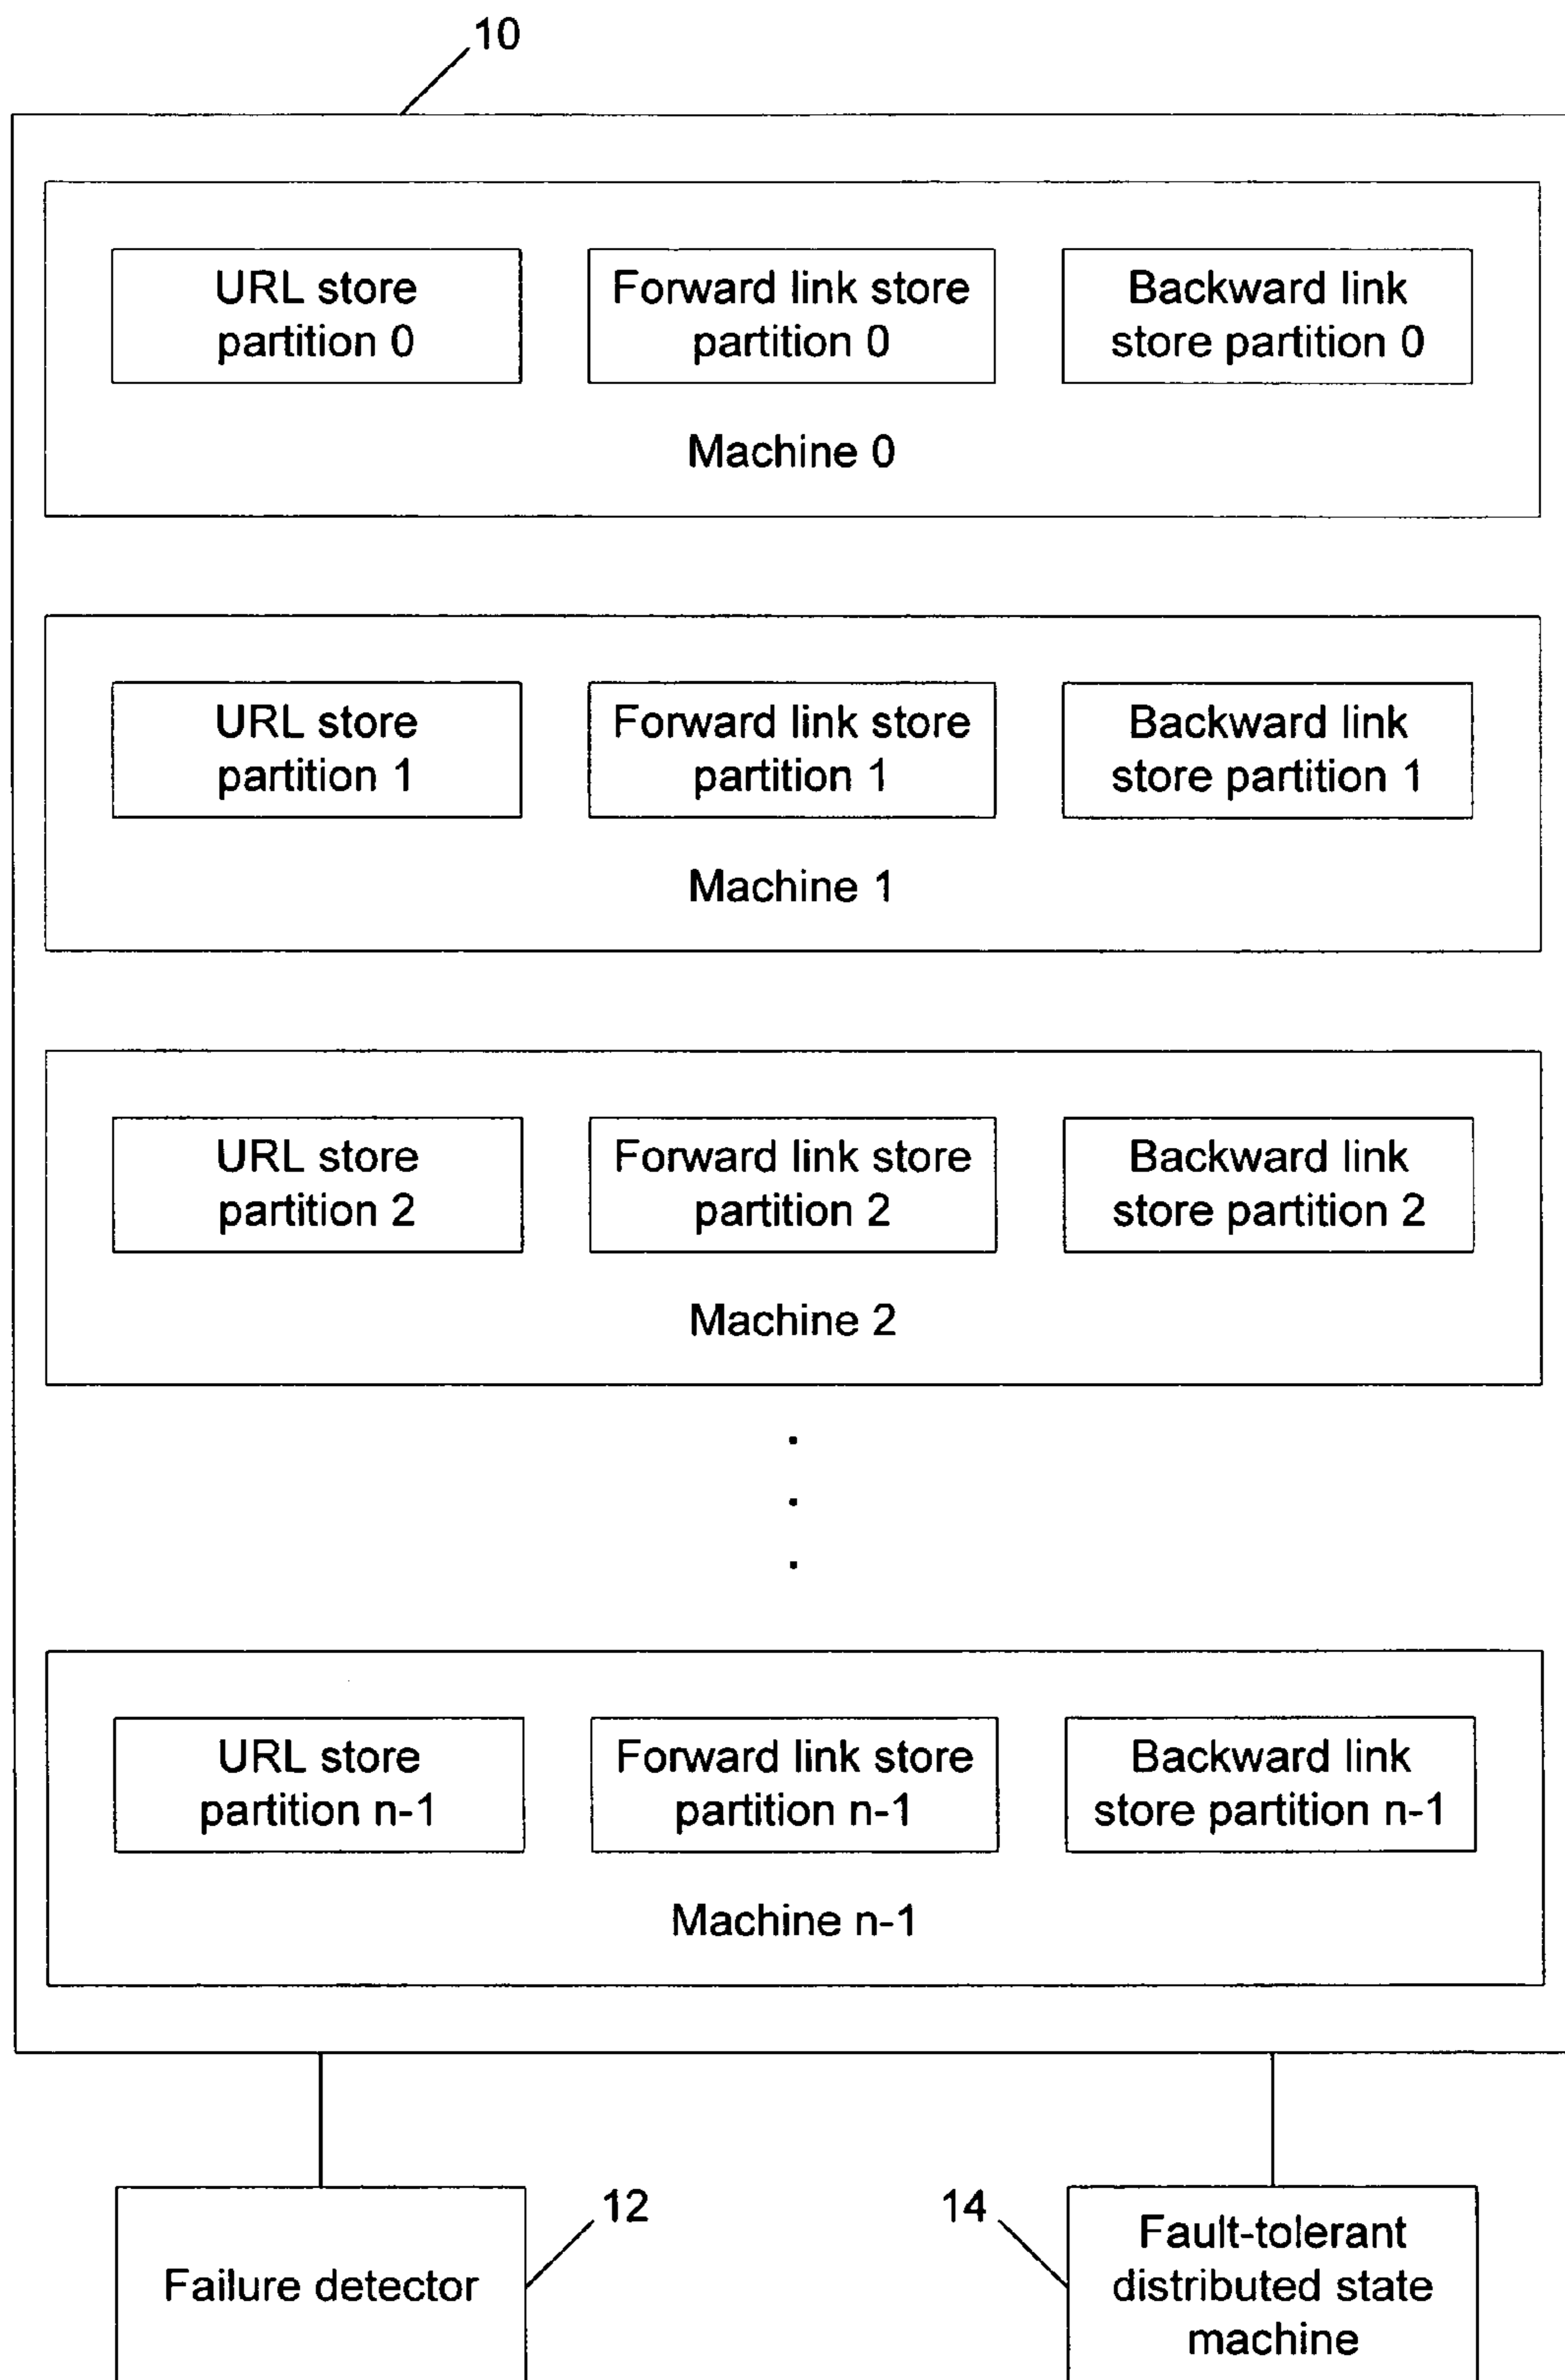 10
URL store
partition 0
Forward link store
partition 0
Backward link
store partition 0
Machine 0
URL store
partition 1
Forward link store
partition 1
Backward link
store partition 1
Machine 1
URL store
partition 2
Forward link store
partition 2
Backward link
store partition 2
Machine 2
URL store
partition n-1
Forward link store
partition n-1
Backward link
store partition n-1
Machine n-1
12
Failure detector
14
Fault-tolerant
distributed state
machine